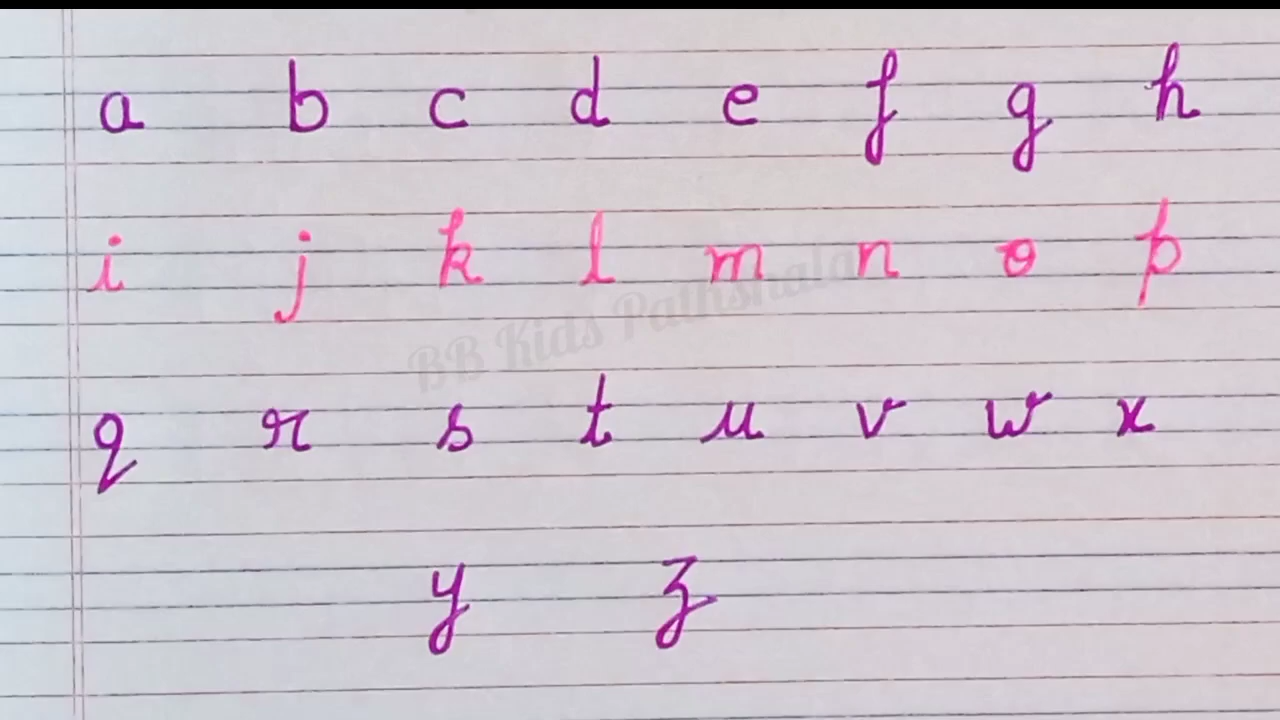 a b c d e f g h
i j k l m n o p
BB Kids Pathshala
q r s t u v w x
y z